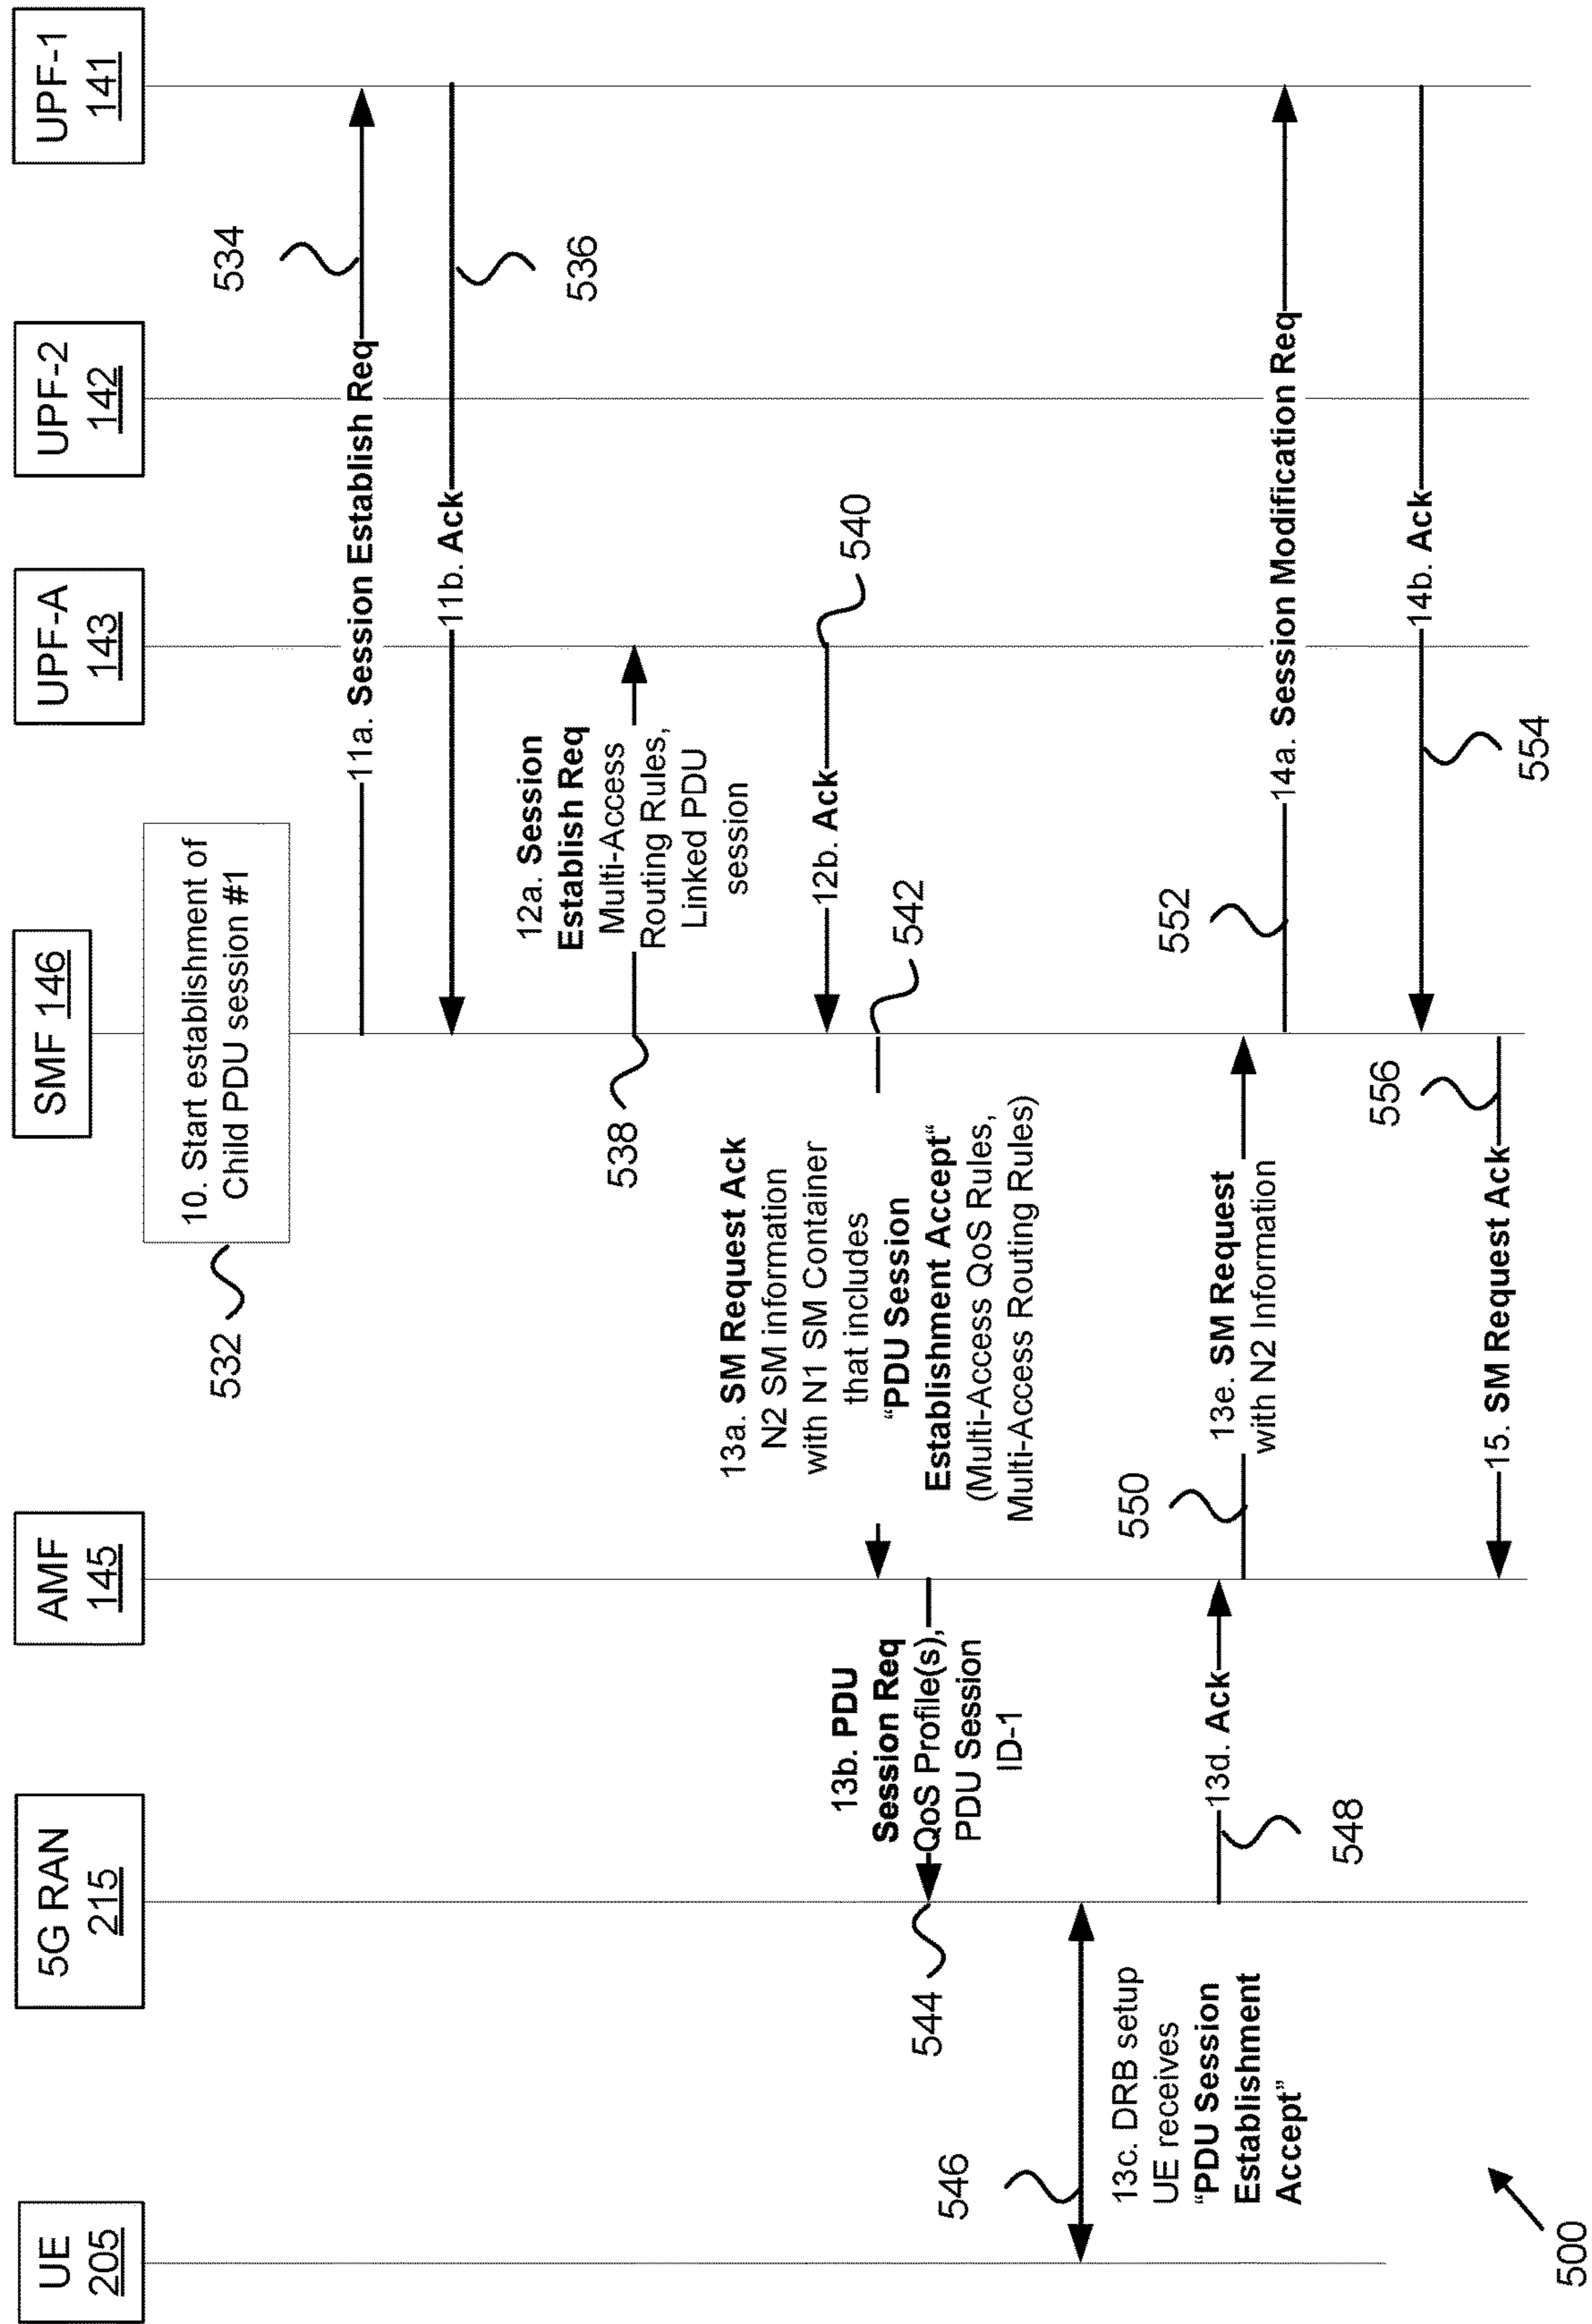 UE
205
5G RAN
215
AMF
145
SMF 146
UPF-A
143
UPF-2
142
UPF-1
141
10. Start establishment of
Child PDU session #1
532
11a. Session Establish Req
534
11b. Ack
536
12a. Session
Establish Req
Multi-Access
Routing Rules,
Linked PDU
session
538
12b. Ack
540
542
13a. SM Request Ack
N2 SM information
with N1 SM Container
that includes
“PDU Session
Establishment Accept“
(Multi-Access QoS Rules,
Multi-Access Routing Rules)
13b. PDU
Session Req
QoS Profile(s),
PDU Session
ID-1
544
546
13c. DRB setup
UE receives
“PDU Session
Establishment
Accept”
13d. Ack
548
550
13e. SM Request
with N2 Information
552
14a. Session Modification Req
14b. Ack
554
556
15. SM Request Ack
500